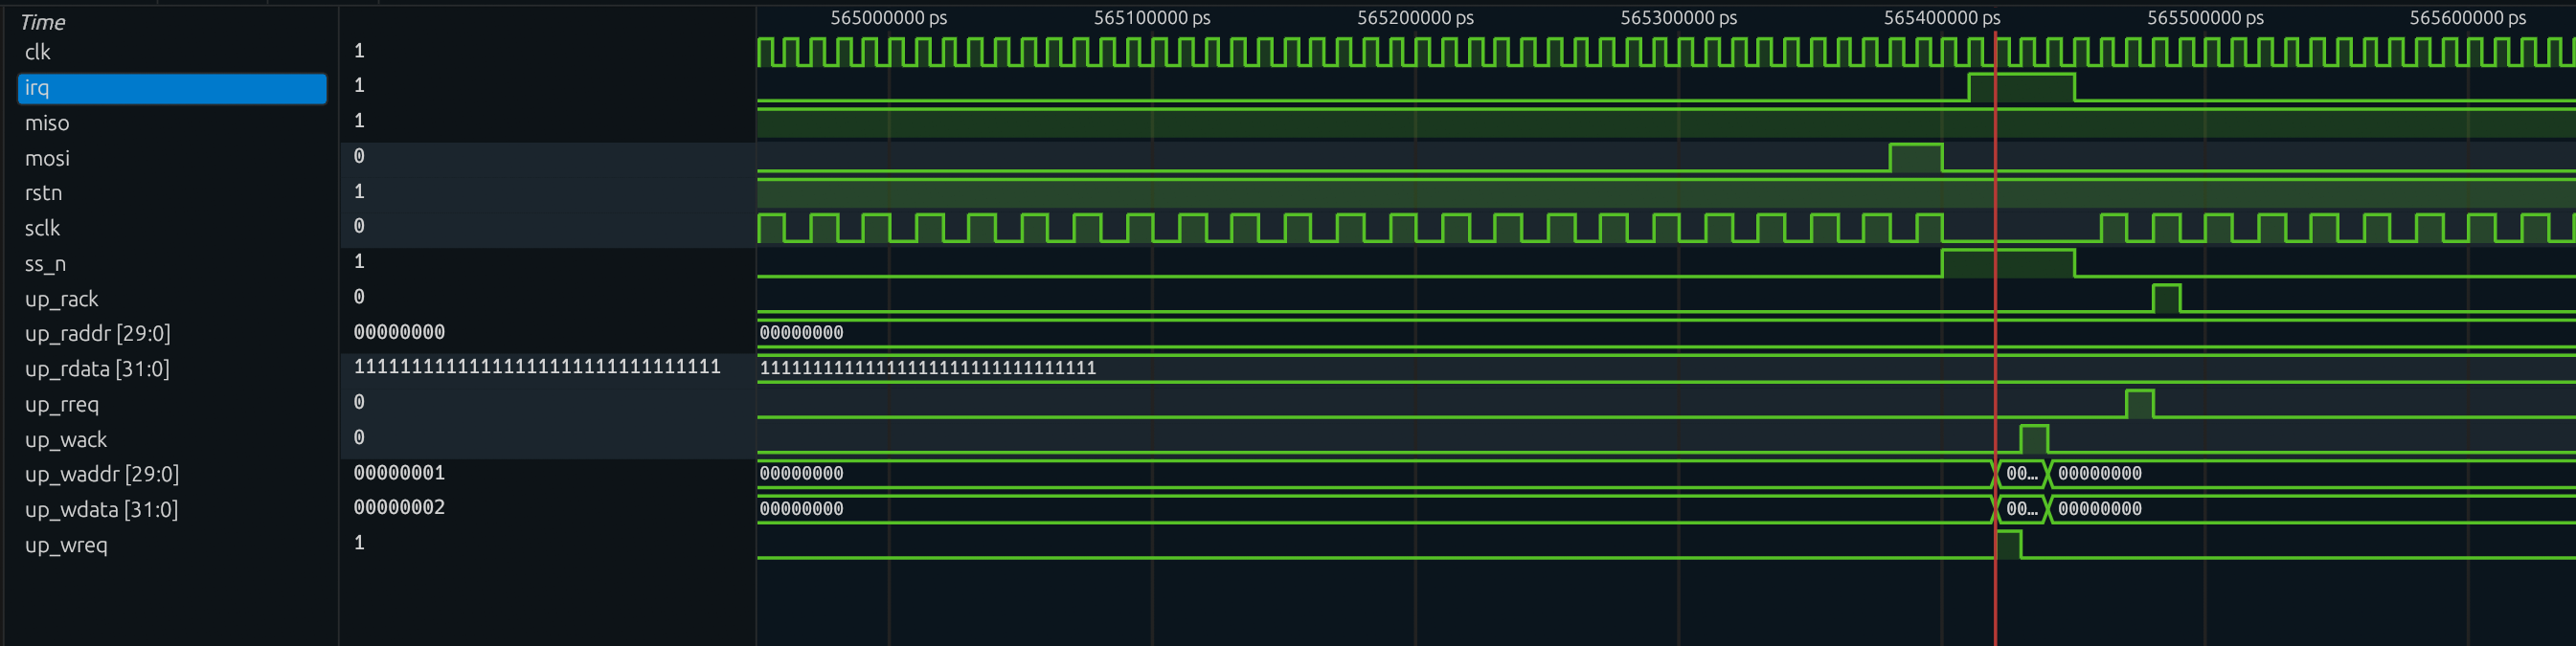 Time 565000000 ps 565100000 ps 565200000 ps 565300000 ps 565400000 ps 565500000 ps 565600000 ps
clk 1
irq 1
miso 1
mosi 0
rstn 1
sclk 0
ss_n 1
up_rack 0
up_raddr [29:0] 00000000 00000000
up_rdata [31:0] 11111111111111111111111111111111 11111111111111111111111111111111
up_rreq 0
up_wack 0
up_waddr [29:0] 00000001 00000000 00... 00000000
up_wdata [31:0] 00000002 00000000 00... 00000000
up_wreq 1